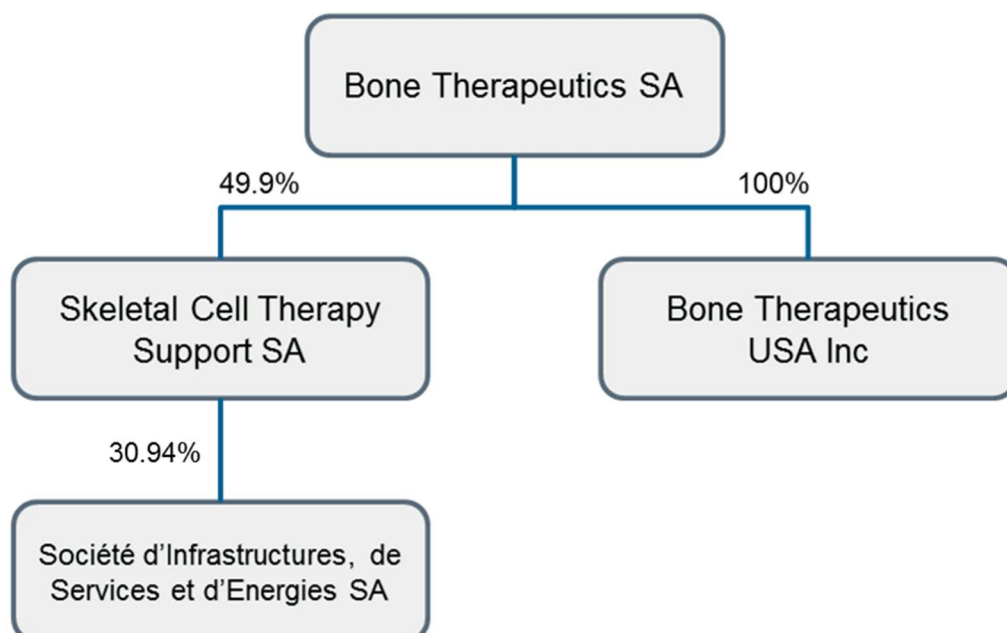 Bone Therapeutics SA
49.9%
100%
Skeletal Cell Therapy
Support SA
Bone Therapeutics
USA Inc
30.94%
Société d’Infrastructures, de
Services et d’Energies SA